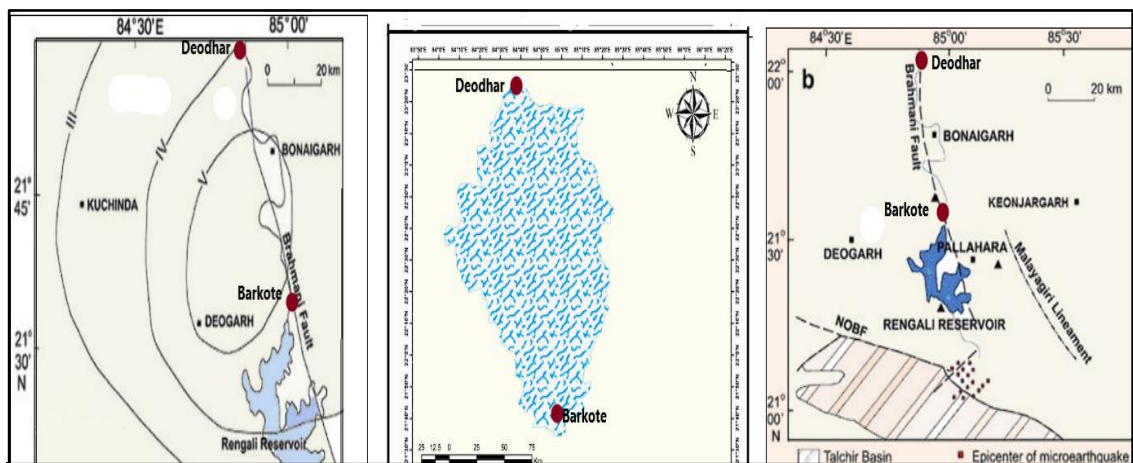 84°30'E 85°00'
Deodhar
0 20 km
III
IV
V
BONAIGARH
21°
45'
KUCHINDA
Brahmani Fault
Barkote
DEOGARH
21°
30'
N
Rengali Reservoir
Deodhar
N
W E
S
Barkote
25 12.5 0 25 50 75
Km
84°30'E 85°00' 85°30'
b
Deodhar
22°
00'
0 20 km
Brahmani Fault
BONAIGARH
Barkote
KEONJARGARH
21°
30'
DEOGARH
PALLAHARA
Malayagiri Lineament
RENGALI RESERVOIR
NOBF
21°
00'
N
Talchir Basin
Epicenter of microearthquake